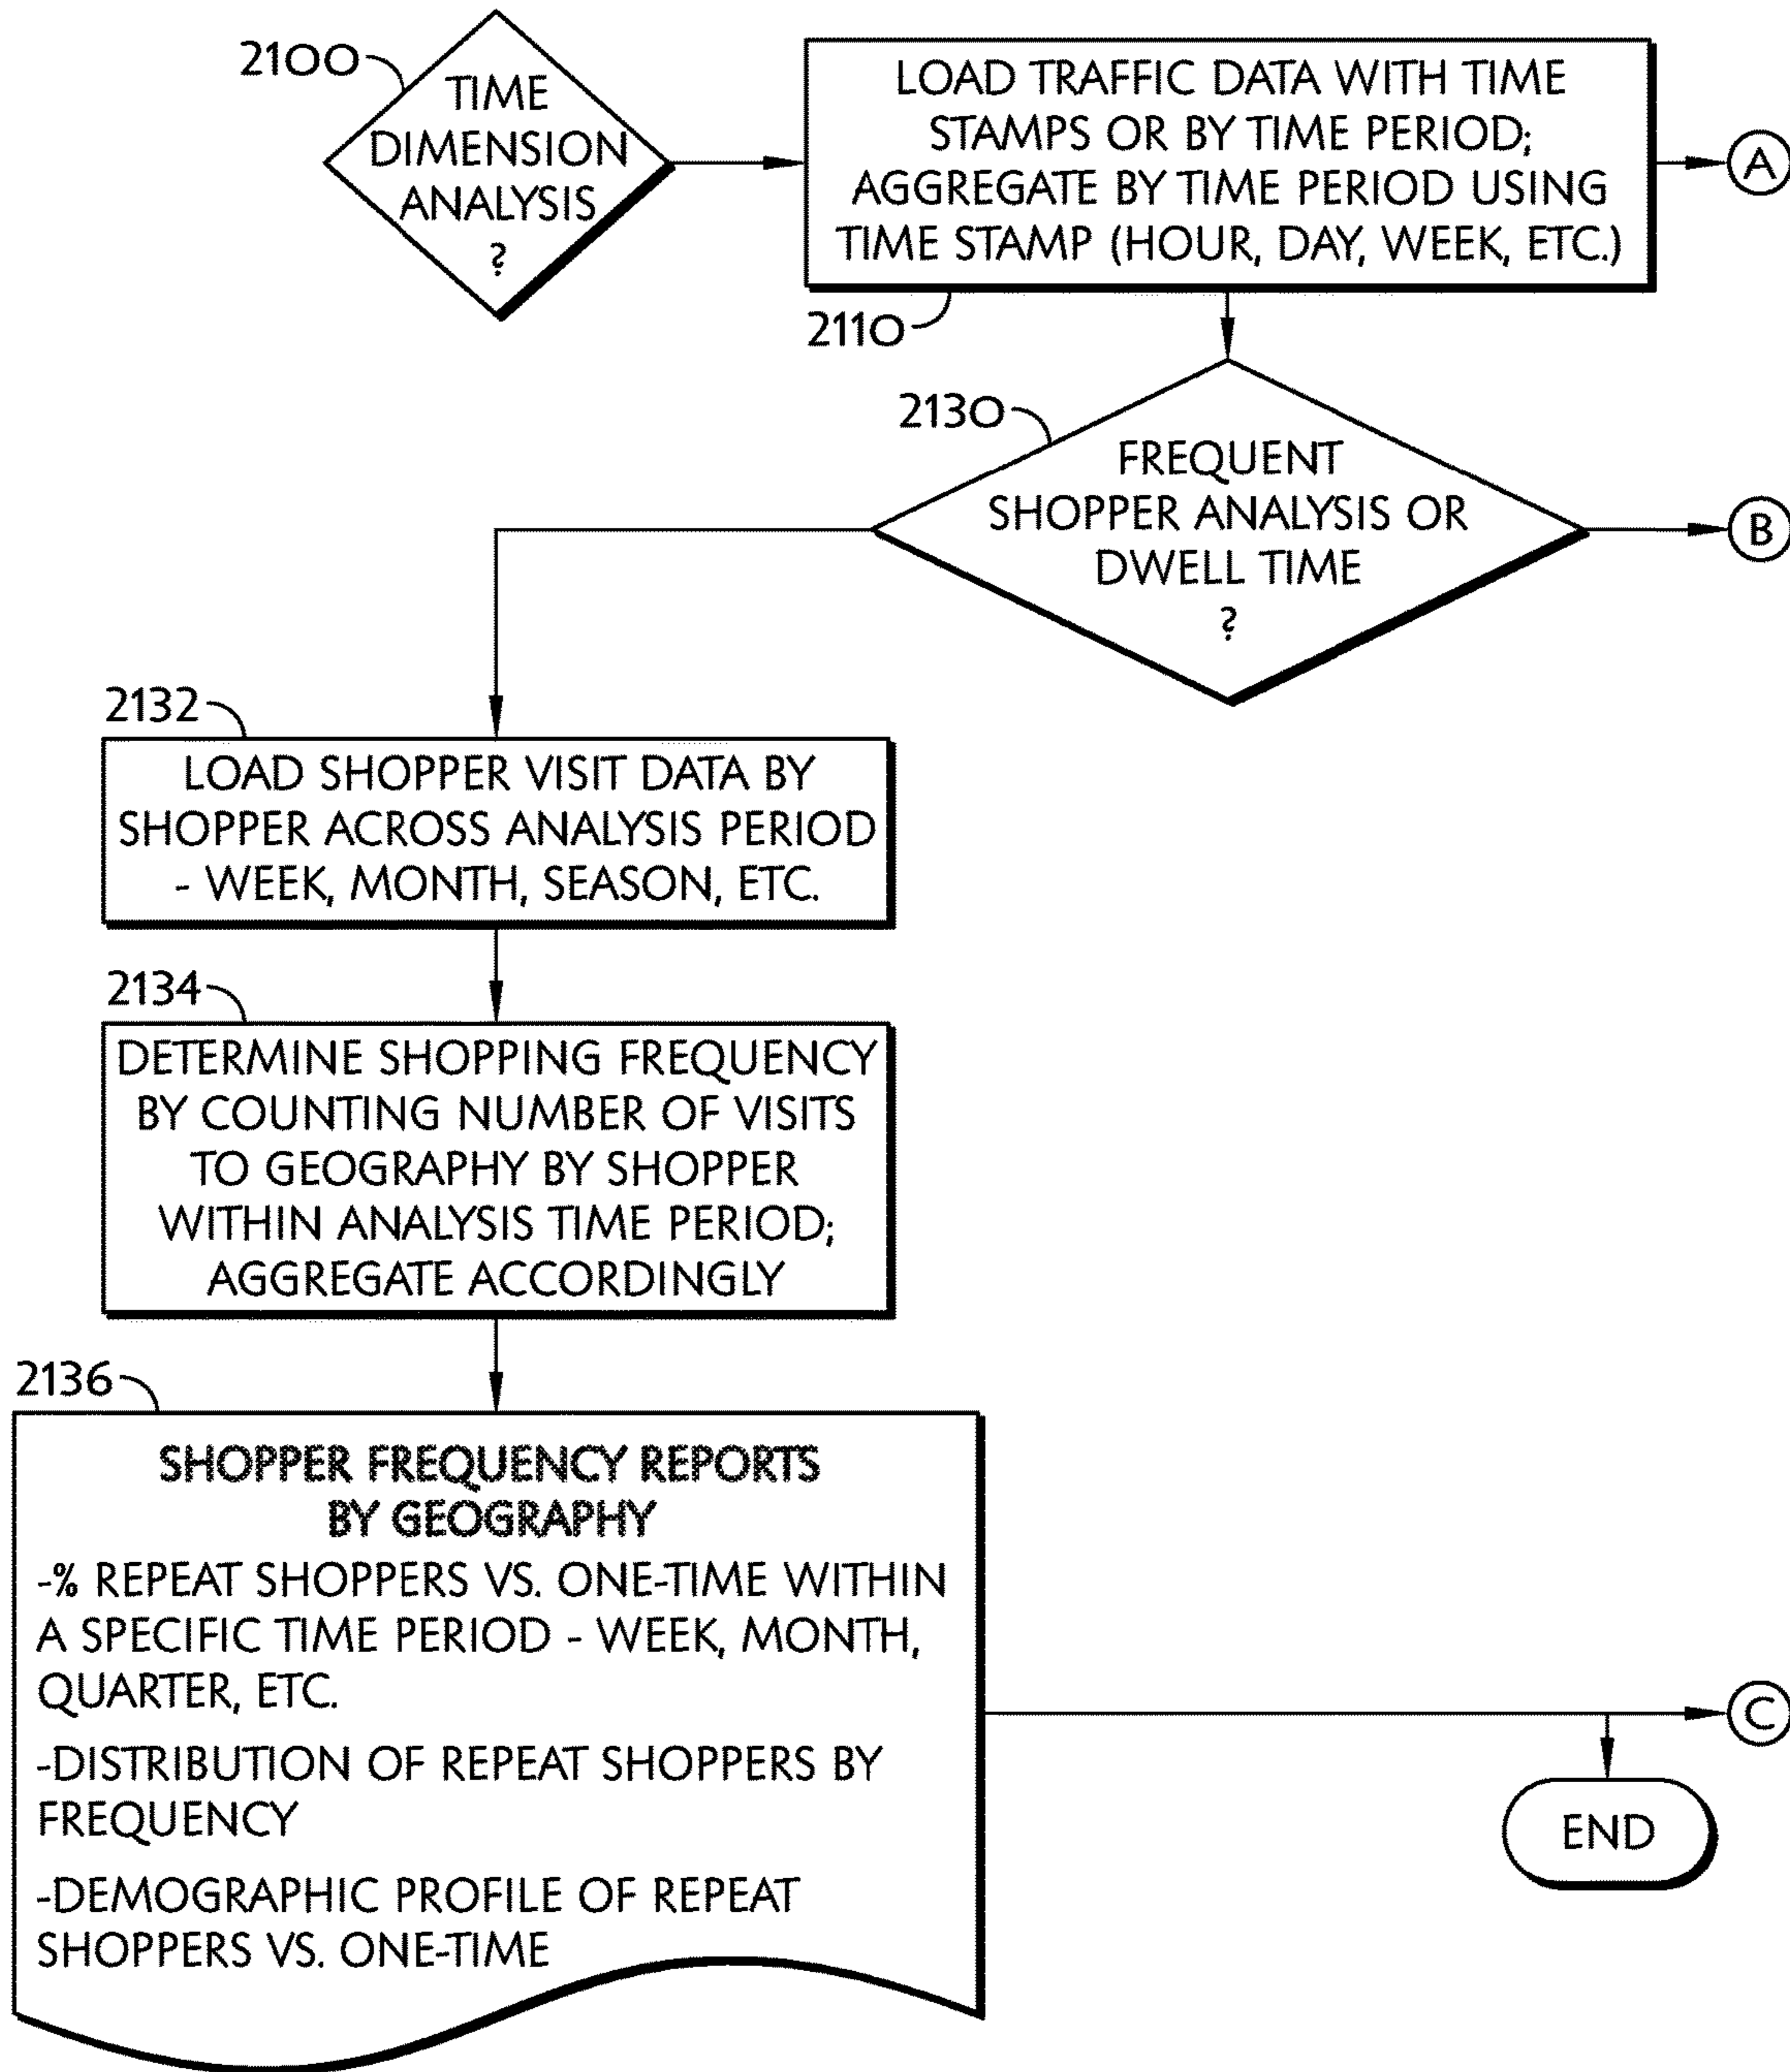 2100
TIME
DIMENSION
ANALYSIS
?
LOAD TRAFFIC DATA WITH TIME
STAMPS OR BY TIME PERIOD;
AGGREGATE BY TIME PERIOD USING
TIME STAMP (HOUR, DAY, WEEK, ETC.)
A
2110
2130
FREQUENT
SHOPPER ANALYSIS OR
DWELL TIME
?
B
2132
LOAD SHOPPER VISIT DATA BY
SHOPPER ACROSS ANALYSIS PERIOD
- WEEK, MONTH, SEASON, ETC.
2134
DETERMINE SHOPPING FREQUENCY
BY COUNTING NUMBER OF VISITS
TO GEOGRAPHY BY SHOPPER
WITHIN ANALYSIS TIME PERIOD;
AGGREGATE ACCORDINGLY
2136
SHOPPER FREQUENCY REPORTS
BY GEOGRAPHY
-% REPEAT SHOPPERS VS. ONE-TIME WITHIN
A SPECIFIC TIME PERIOD - WEEK, MONTH,
QUARTER, ETC.
-DISTRIBUTION OF REPEAT SHOPPERS BY
FREQUENCY
-DEMOGRAPHIC PROFILE OF REPEAT
SHOPPERS VS. ONE-TIME
C
END